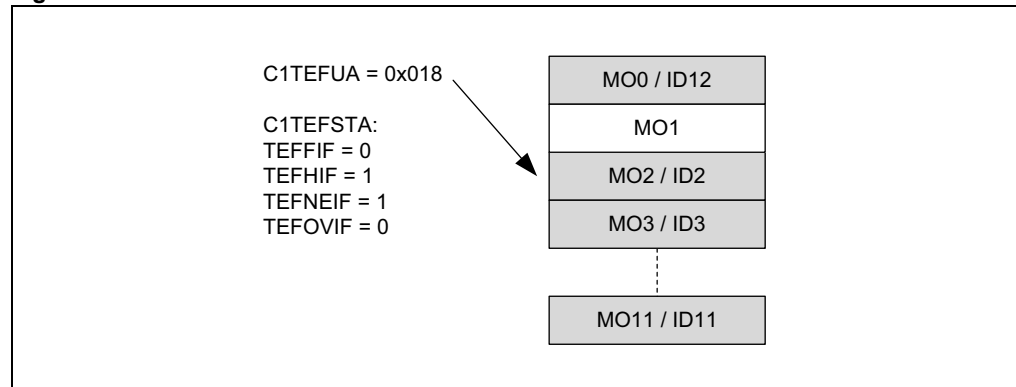 C1TEFUA = 0x018
C1TEFSTA:
TEFFIF = 0
TEFHIF = 1
TEFNEIF = 1
TEFOVIF = 0
MO0 / ID12
MO1
MO2 / ID2
MO3 / ID3
MO11 / ID11